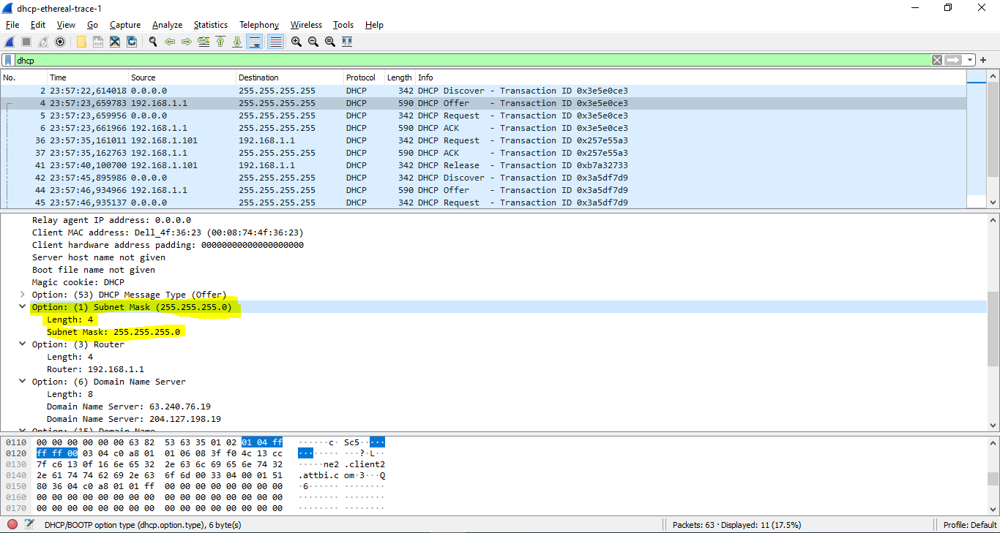 dhcp-ethereal-trace-1
File Edit View Go Capture Analyze Statistics Telephony Wireless Tools Help
dhcp
No. Time Source Destination Protocol Length Info
2 23:57:22,614018 0.0.0.0 255.255.255.255 DHCP 342 DHCP Discover - Transaction ID 0x3e5e0ce3
4 23:57:23,659783 192.168.1.1 255.255.255.255 DHCP 590 DHCP Offer - Transaction ID 0x3e5e0ce3
5 23:57:23,659956 0.0.0.0 255.255.255.255 DHCP 342 DHCP Request - Transaction ID 0x3e5e0ce3
6 23:57:23,661966 192.168.1.1 255.255.255.255 DHCP 590 DHCP ACK - Transaction ID 0x3e5e0ce3
36 23:57:35,161011 192.168.1.101 192.168.1.1 DHCP 342 DHCP Request - Transaction ID 0x257e55a3
37 23:57:35,162763 192.168.1.1 255.255.255.255 DHCP 590 DHCP ACK - Transaction ID 0x257e55a3
41 23:57:40,100700 192.168.1.101 192.168.1.1 DHCP 342 DHCP Release - Transaction ID 0xb7a32733
42 23:57:45,895986 0.0.0.0 255.255.255.255 DHCP 342 DHCP Discover - Transaction ID 0x3a5df7d9
44 23:57:46,934966 192.168.1.1 255.255.255.255 DHCP 590 DHCP Offer - Transaction ID 0x3a5df7d9
45 23:57:46,935137 0.0.0.0 255.255.255.255 DHCP 342 DHCP Request - Transaction ID 0x3a5df7d9
Relay agent IP address: 0.0.0.0
Client MAC address: Dell_4f:36:23 (00:08:74:4f:36:23)
Client hardware address padding: 00000000000000000000
Server host name not given
Boot file name not given
Magic cookie: DHCP
Option: (53) DHCP Message Type (Offer)
Option: (1) Subnet Mask (255.255.255.0)
Length: 4
Subnet Mask: 255.255.255.0
Option: (3) Router
Length: 4
Router: 192.168.1.1
Option: (6) Domain Name Server
Length: 8
Domain Name Server: 63.240.76.19
Domain Name Server: 204.127.198.19
Option: (15) Domain Name
0110 00 00 00 00 00 00 63 82 53 63 35 01 02 01 04 ff ······c· Sc5·····
0120 ff ff 00 03 04 c0 a8 01 01 06 08 3f f0 4c 13 cc ········ ···?·L··
0130 7f c6 13 0f 16 6e 65 32 2e 63 6c 69 65 6e 74 32 ·····ne2 .client2
0140 2e 61 74 74 62 69 2e 63 6f 6d 00 33 04 00 01 51 .attbi.c om·3···Q
0150 80 36 04 c0 a8 01 01 ff 00 00 00 00 00 00 00 00 ·6······ ········
0160 00 00 00 00 00 00 00 00 00 00 00 00 00 00 00 00 ········ ········
0170 00 00 00 00 00 00 00 00 00 00 00 00 00 00 00 00 ········ ········
DHCP/BOOTP option type (dhcp.option.type), 6 byte(s) Packets: 63 · Displayed: 11 (17.5%) Profile: Default